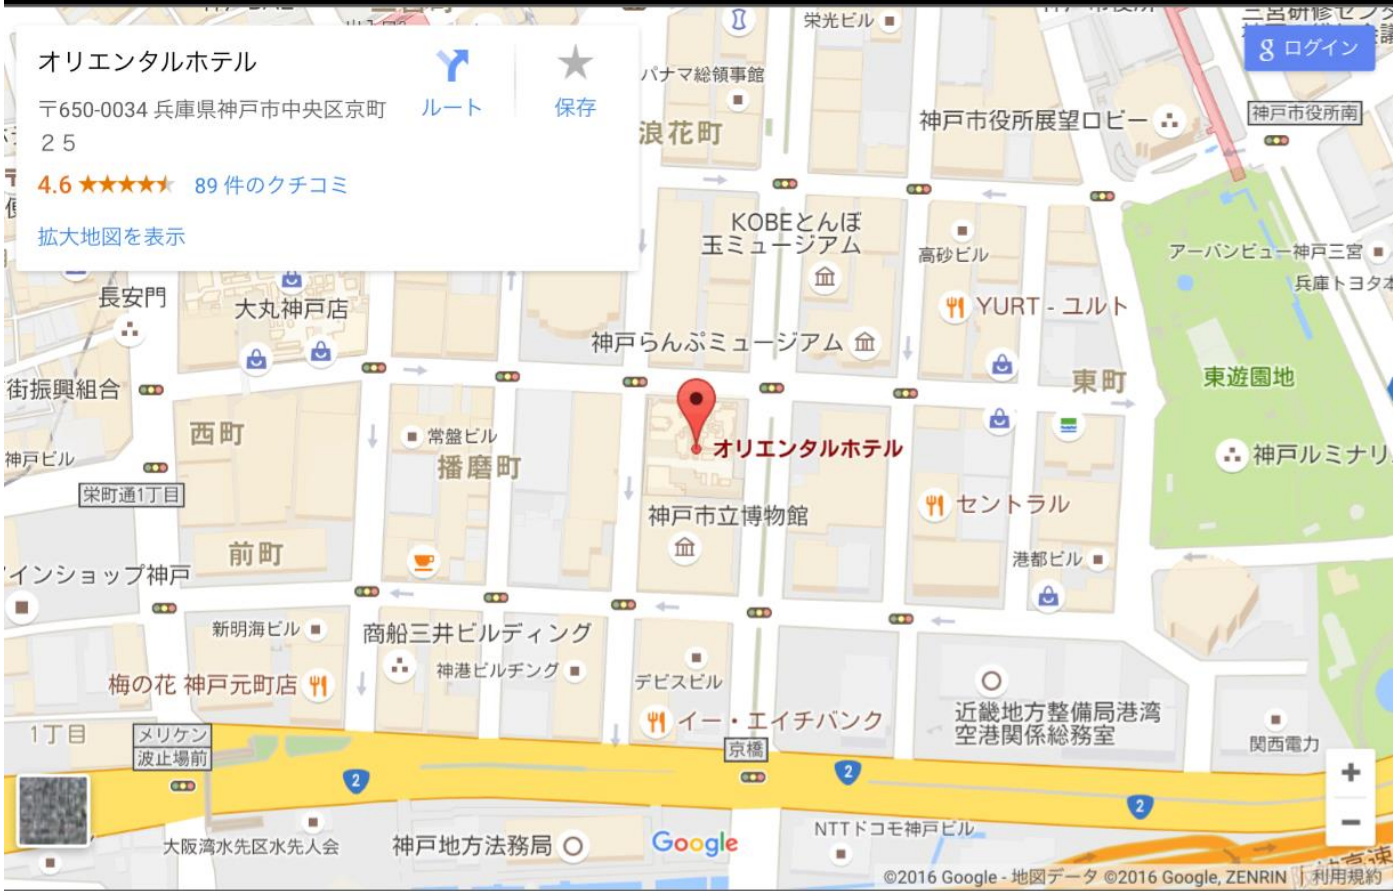 オリエンタルホテル
〒650-0034 兵庫県神戸市中央区京町
２５
4.6
89 件のクチコミ
拡大地図を表示
ルート
保存
g ログイン
栄光ビル
パナマ総領事館
浪花町
神戸市役所展望ロビー
神戸市役所南
KOBEとんぼ
玉ミュージアム
高砂ビル
アーバンビュー神戸三宮
兵庫トヨタ本
長安門
大丸神戸店
YURT - ユルト
神戸らんぷミュージアム
街振興組合
東町
東遊園地
西町
常盤ビル
播磨町
オリエンタルホテル
神戸ルミナリ
神戸ビル
栄町通1丁目
セントラル
神戸市立博物館
前町
港都ビル
インショップ神戸
新明海ビル
商船三井ビルディング
神港ビルヂング
デビスビル
梅の花 神戸元町店
イー・エイチバンク
近畿地方整備局港湾
空港関係総務室
1丁目
メリケン
波止場前
京橋
関西電力
2
2
2
+
−
大阪湾水先区水先人会
神戸地方法務局
Google
NTTドコモ神戸ビル
©2016 Google - 地図データ ©2016 Google, ZENRIN
利用規約